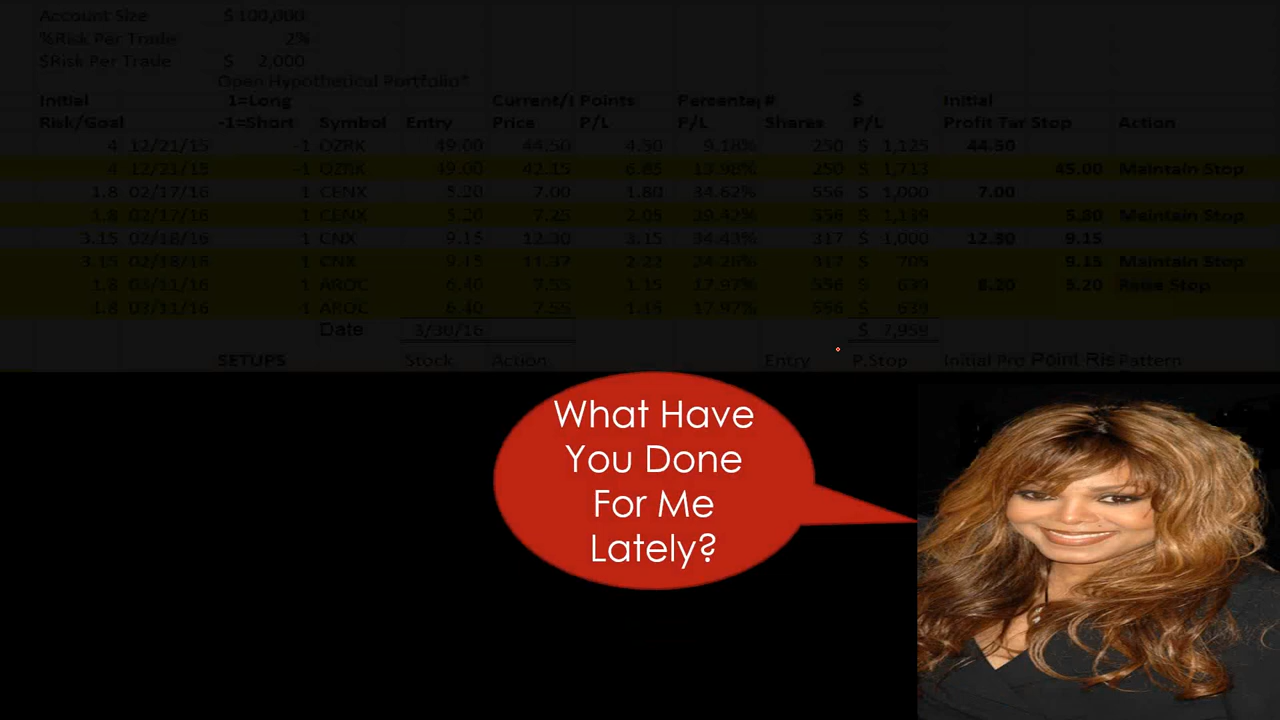 Account Size $ 100,000
%Risk Per Trade 2%
$Risk Per Trade $ 2,000
Open Hypothetical Portfolio*
Initial 1=Long Current/ Points Percenta # $ Initial
Risk/Goal -1=Short Symbol Entry Price P/L P/L Shares P/L Profit Tar Stop Action
4 12/21/15 -1 OZRK 49.00 44.50 4.50 9.18% 250 $ 1,125 44.50
4 12/21/15 -1 OZRK 49.00 42.15 6.85 13.98% 250 $ 1,713 45.00 Maintain Stop
1.8 02/17/16 1 CENX 5.20 7.00 1.80 34.62% 556 $ 1,000 7.00
1.8 02/17/16 1 CENX 5.20 7.25 2.05 39.42% 556 $ 1,139 5.80 Maintain Stop
3.15 02/18/16 1 CNX 9.15 12.30 3.15 34.43% 317 $ 1,000 12.30 9.15
3.15 02/18/16 1 CNX 9.15 11.37 2.22 24.26% 317 $ 705 9.15 Maintain Stop
1.8 03/11/16 1 AROC 6.40 7.55 1.15 17.97% 556 $ 639 8.20 5.20 Raise Stop
1.8 03/11/16 1 AROC 6.40 7.55 1.15 17.97% 556 $ 639
Date 3/30/16 $ 7,959
SETUPS Stock Action Entry P.Stop Initial Pro Point Ris Pattern
What Have
You Done
For Me
Lately?